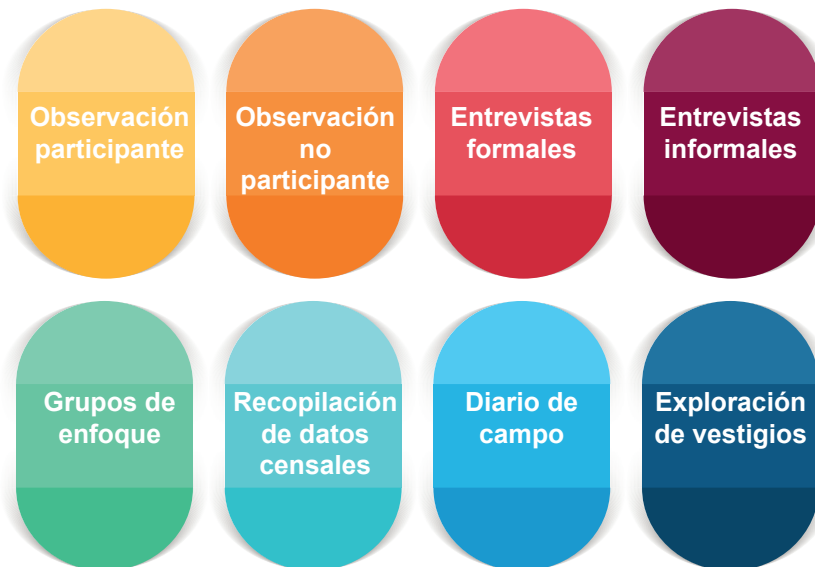 Observación
participante
Observación
no
participante
Entrevistas
formales
Entrevistas
informales
Grupos de
enfoque
Recopilación
de datos
censales
Diario de
campo
Exploración
de vestigios